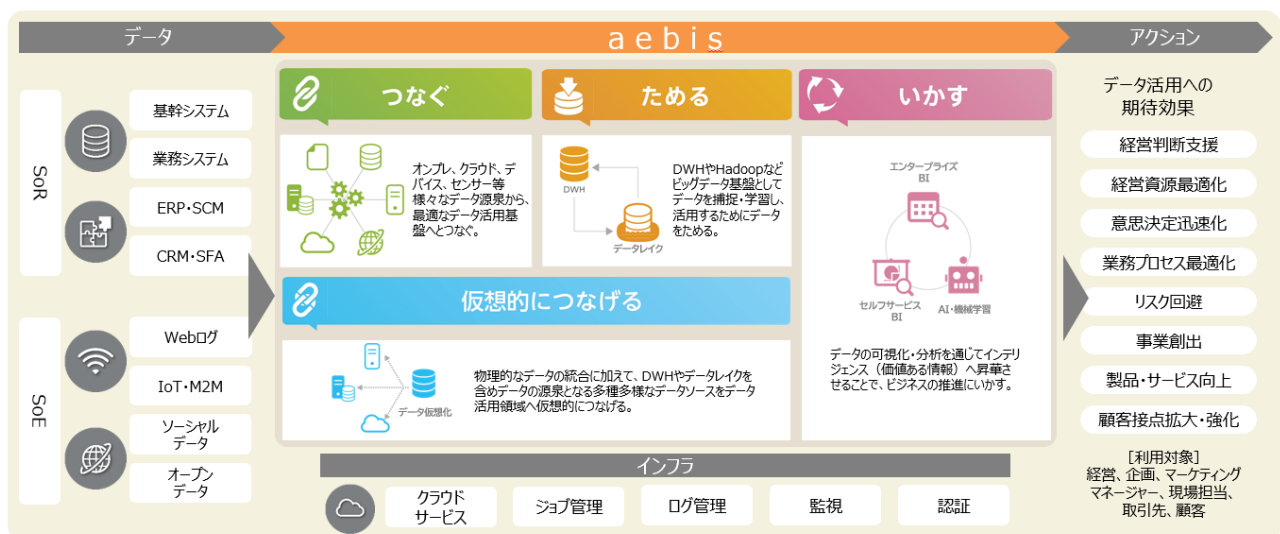 データ
aebis
アクション
SoR
基幹システム
業務システム
ERP・SCM
CRM・SFA
SoE
Webログ
IoT・M2M
ソーシャル
データ
オープン
データ
つなぐ
オンプレ、クラウド、デ
バイス、センサー等
様々なデータ源泉から、
最適なデータ活用基
盤へとつなぐ。
ためる
DWH
データレイク
DWHやHadoopなど
ビッグデータ基盤として
データを捕捉・学習し、
活用するためにデータ
をためる。
いかす
エンタープライズ
BI
セルフサービス
BI
AI・機械学習
データの可視化・分析を通じてインテリ
ジェンス（価値ある情報）へ昇華さ
せることで、ビジネスの推進にいかす。
仮想的につなげる
データ仮想化
物理的なデータの統合に加えて、DWHやデータレイクを
含めデータの源泉となる多種多様なデータソースをデータ
活用領域へ仮想的につなげる。
インフラ
クラウド
サービス
ジョブ管理
ログ管理
監視
認証
データ活用への
期待効果
経営判断支援
経営資源最適化
意思決定迅速化
業務プロセス最適化
リスク回避
事業創出
製品・サービス向上
顧客接点拡大・強化
［利用対象］
経営、企画、マーケティング
マネージャー、現場担当、
取引先、顧客